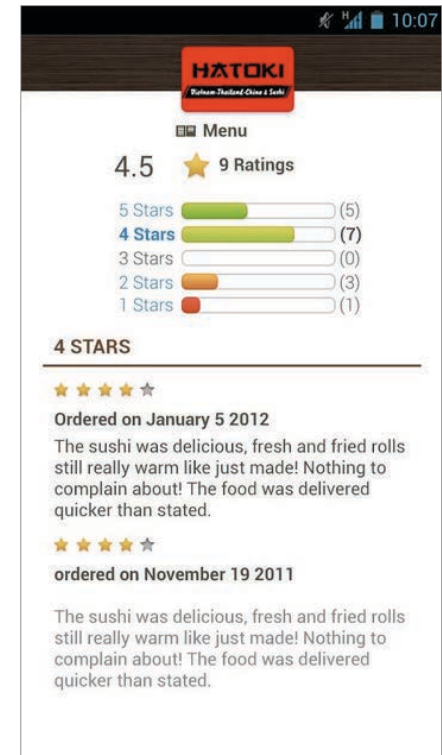 H
10:07
HATOKI
Vietnam-Thailand-China & Sushi
Menu
4.5 9 Ratings
5 Stars (5)
4 Stars (7)
3 Stars (0)
2 Stars (3)
1 Stars (1)
4 STARS
Ordered on January 5 2012
The sushi was delicious, fresh and fried rolls
still really warm like just made! Nothing to
complain about! The food was delivered
quicker than stated.
ordered on November 19 2011
The sushi was delicious, fresh and fried rolls
still really warm like just made! Nothing to
complain about! The food was delivered
quicker than stated.